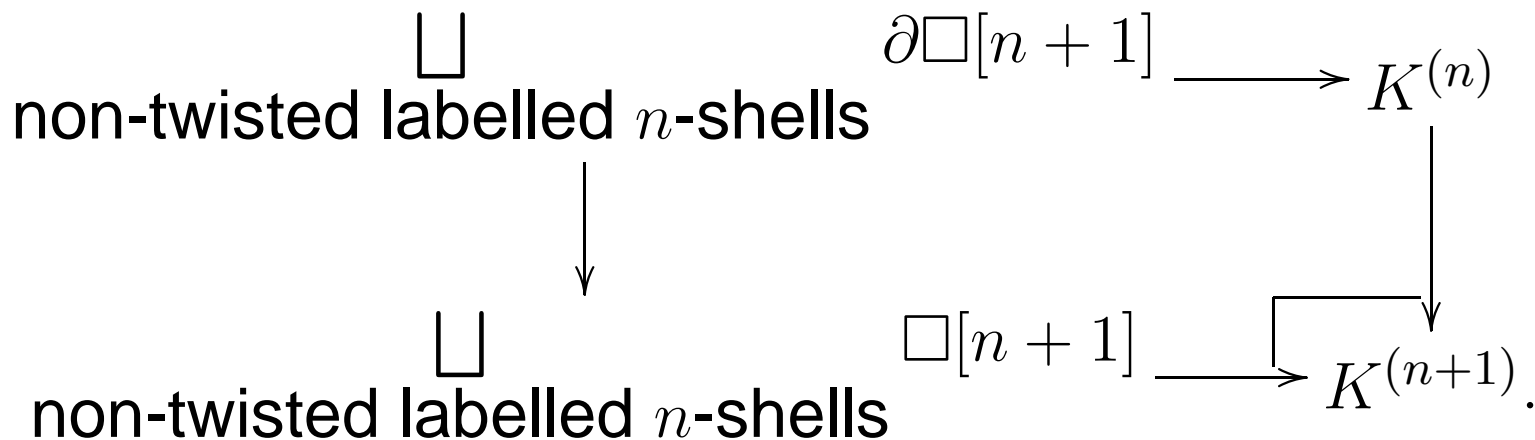 ⊔ ∂□[n + 1] K^{(n)}
non-twisted labelled n-shells
⊔ □[n + 1] K^{(n+1)}.
non-twisted labelled n-shells